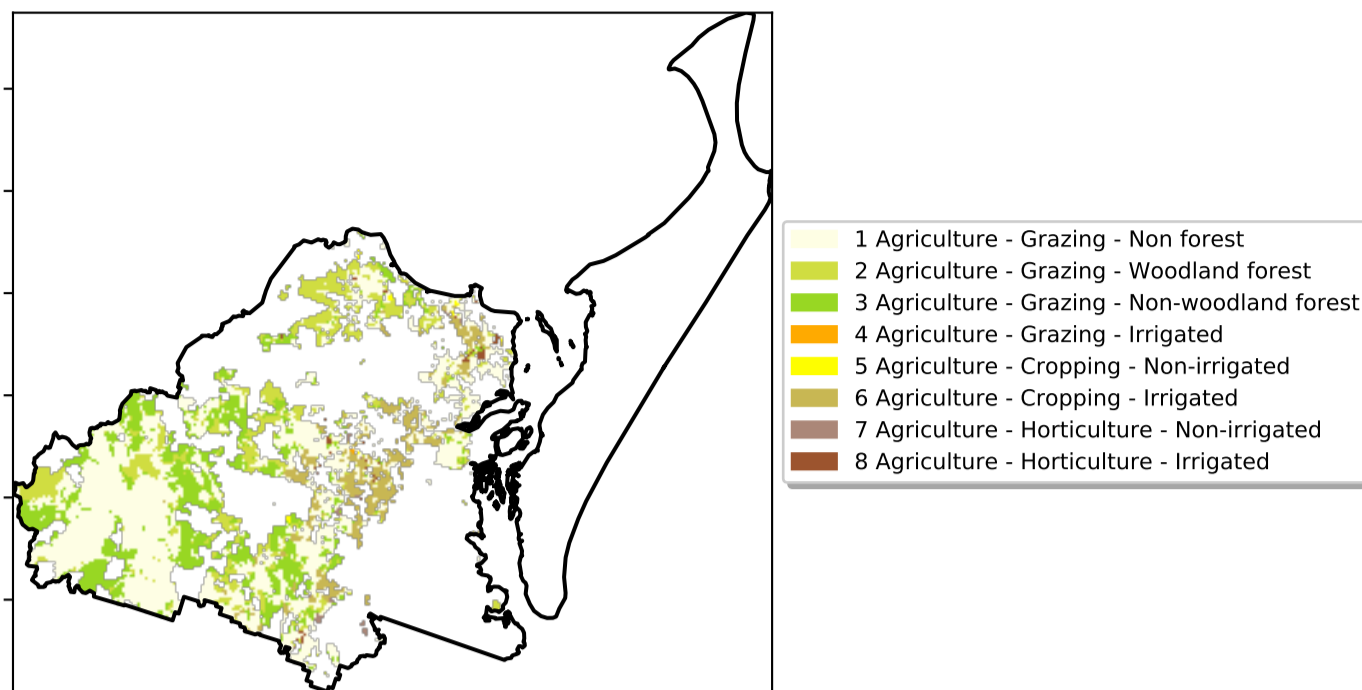 1 Agriculture - Grazing - Non forest
2 Agriculture - Grazing - Woodland forest
3 Agriculture - Grazing - Non-woodland forest
4 Agriculture - Grazing - Irrigated
5 Agriculture - Cropping - Non-irrigated
6 Agriculture - Cropping - Irrigated
7 Agriculture - Horticulture - Non-irrigated
8 Agriculture - Horticulture - Irrigated